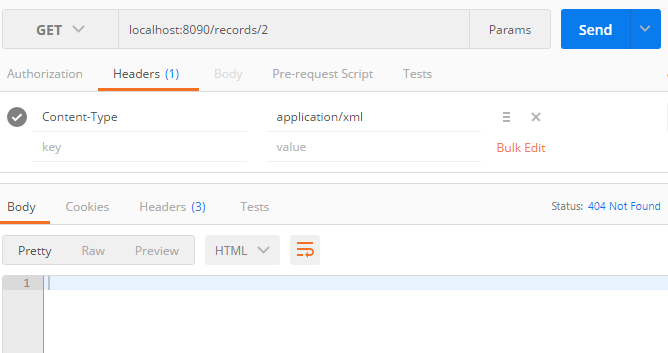 GET localhost:8090/records/2 Params Send
Authorization Headers (1) Body Pre-request Script Tests
Content-Type application/xml
key value Bulk Edit
Body Cookies Headers (3) Tests Status: 404 Not Found
Pretty Raw Preview HTML
1